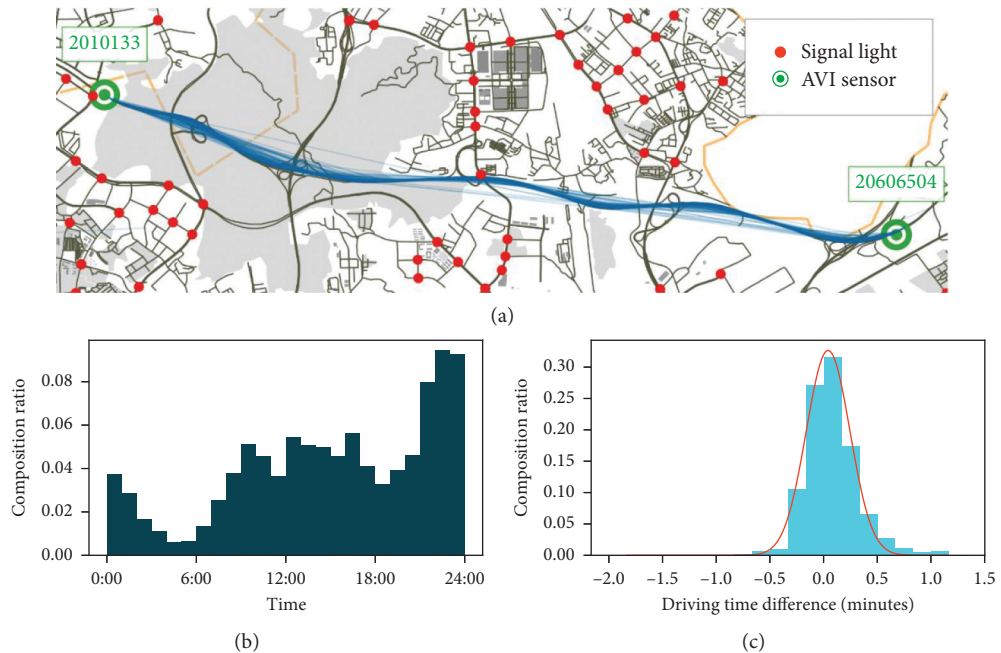 2010133
Signal light
AVI sensor
20606504
(a)
Composition ratio
0.08
0.06
0.04
0.02
0.00
0:00 6:00 12:00 18:00 24:00
Time
(b)
Composition ratio
0.30
0.25
0.20
0.15
0.10
0.05
0.00
–2.0 –1.5 –1.0 –0.5 0.0 0.5 1.0 1.5
Driving time difference (minutes)
(c)